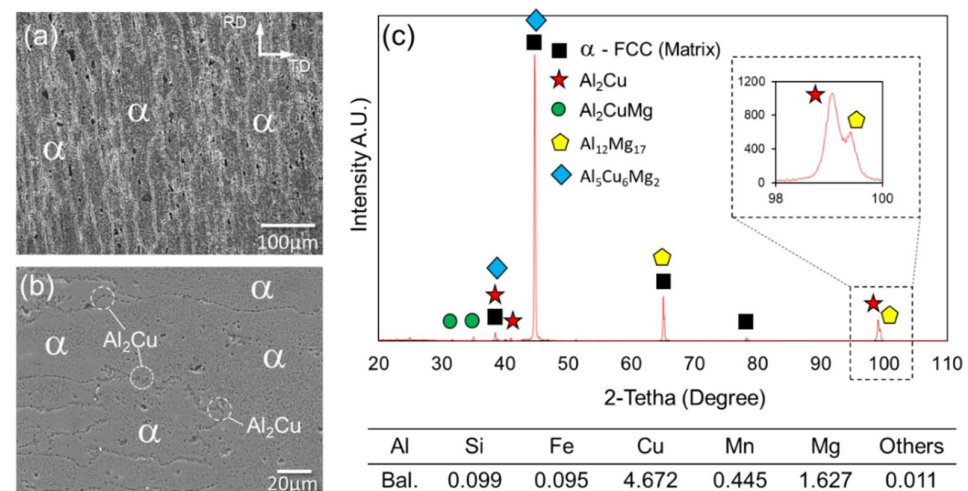 (a)
RD
TD
α
α
α
100μm
(b)
α
α
α
α
Al2Cu
Al2Cu
20μm
(c)
Intensity A.U.)
α - FCC (Matrix)
Al2Cu
Al2CuMg
Al12Mg17
Al5Cu6Mg2
1200
800
400
0
98 99 100
20 30 40 50 60 70 80 90 100 110
2-Tetha (Degree)
Al Si Fe Cu Mn Mg Others
Bal. 0.099 0.095 4.672 0.445 1.627 0.011